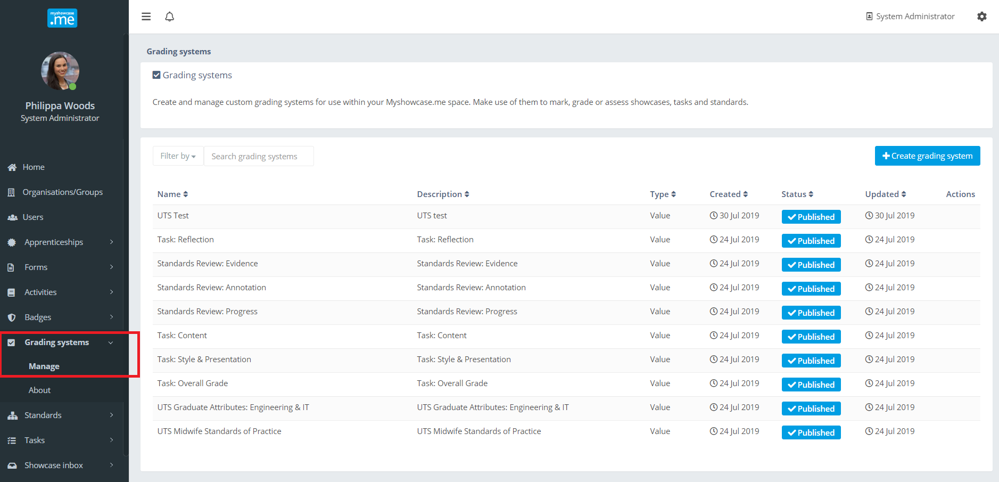 myshowcase
.me
System Administrator
Philippa Woods
System Administrator
Home
Organisations/Groups
Users
Apprenticeships
Forms
Activities
Badges
Grading systems
Manage
About
Standards
Tasks
Showcase inbox
Grading systems
Grading systems
Create and manage custom grading systems for use within your Myshowcase.me space. Make use of them to mark, grade or assess showcases, tasks and standards.
Filter by Search grading systems Create grading system
Name Description Type Created Status Updated Actions
UTS Test UTS test Value 30 Jul 2019 Published 30 Jul 2019
Task: Reflection Task: Reflection Value 24 Jul 2019 Published 24 Jul 2019
Standards Review: Evidence Standards Review: Evidence Value 24 Jul 2019 Published 24 Jul 2019
Standards Review: Annotation Standards Review: Annotation Value 24 Jul 2019 Published 24 Jul 2019
Standards Review: Progress Standards Review: Progress Value 24 Jul 2019 Published 24 Jul 2019
Task: Content Task: Content Value 24 Jul 2019 Published 24 Jul 2019
Task: Style & Presentation Task: Style & Presentation Value 24 Jul 2019 Published 24 Jul 2019
Task: Overall Grade Task: Overall Grade Value 24 Jul 2019 Published 24 Jul 2019
UTS Graduate Attributes: Engineering & IT UTS Graduate Attributes: Engineering & IT Value 24 Jul 2019 Published 24 Jul 2019
UTS Midwife Standards of Practice UTS Midwife Standards of Practice Value 24 Jul 2019 Published 24 Jul 2019